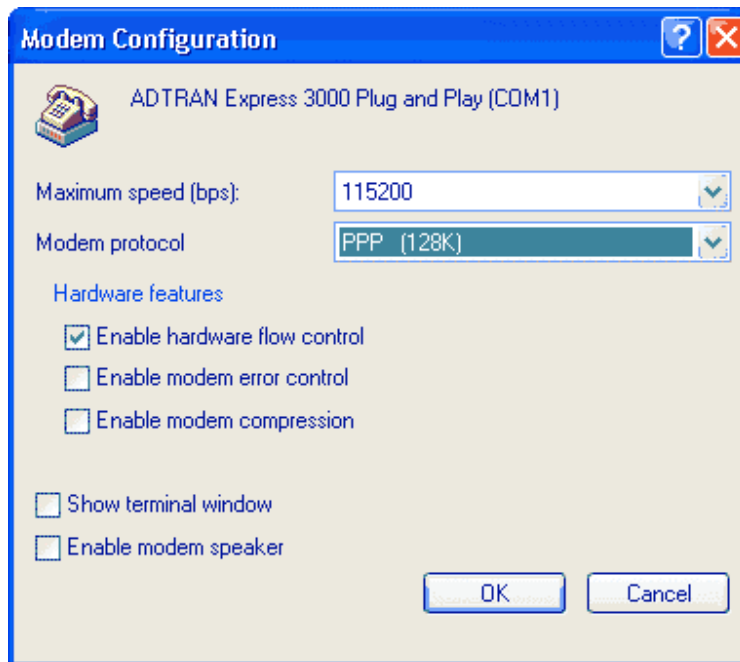 Modem Configuration
ADTRAN Express 3000 Plug and Play (COM1)
Maximum speed (bps): 115200
Modem protocol PPP (128K)
Hardware features
Enable hardware flow control
Enable modem error control
Enable modem compression
Show terminal window
Enable modem speaker
OK Cancel